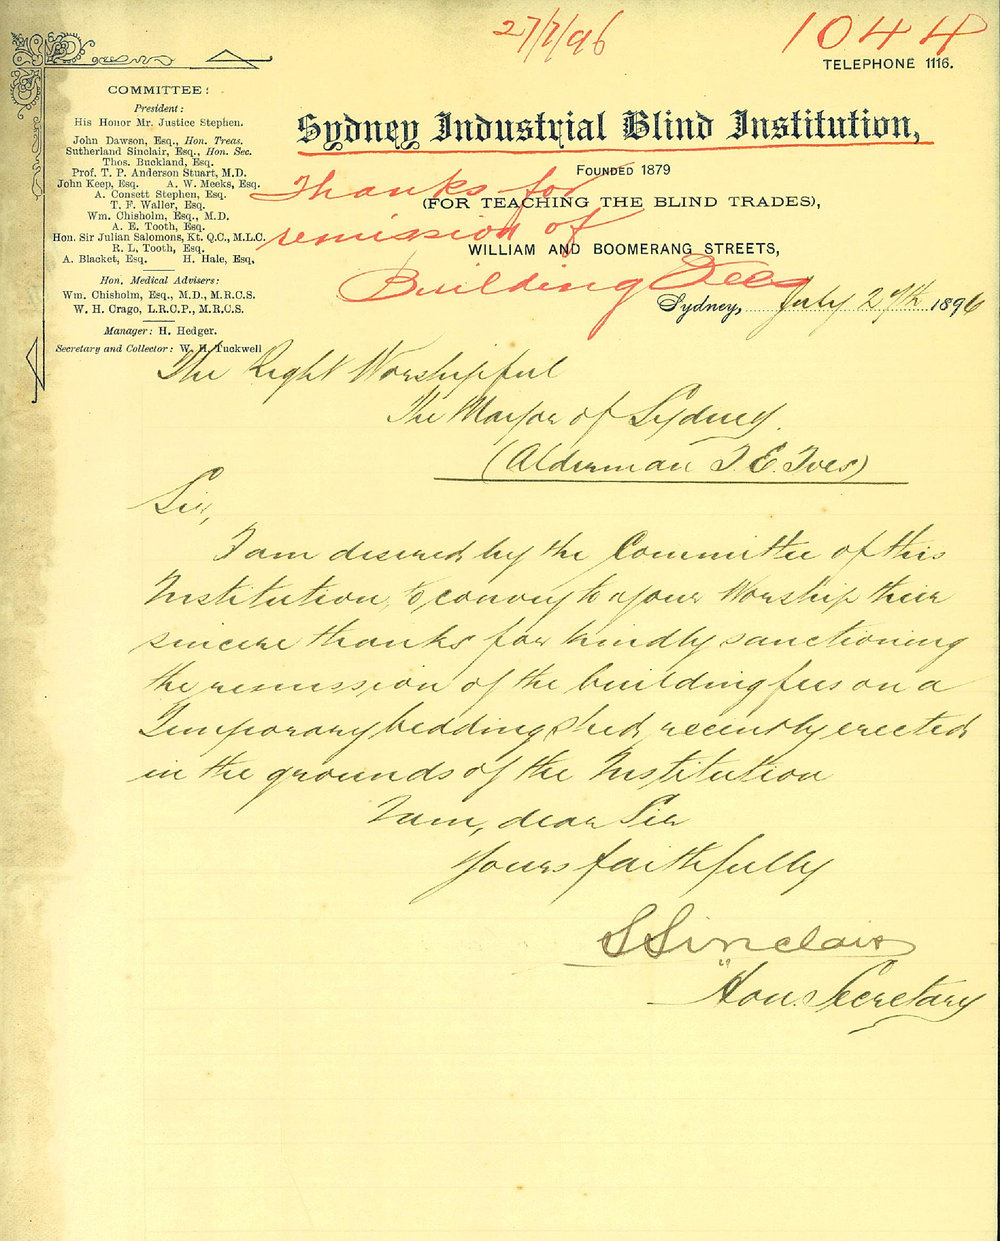 27/7/96
1044
TELEPHONE 1116.
COMMITTEE:
President:
His Honor Mr. Justice Stephen.
John Dawson, Esq., Hon. Treas.
Sutherland Sinclair, Esq., Hon. Sec.
Thos. Buckland, Esq.
Prof. T. P. Anderson Stuart, M.D.
John Keep, Esq. A. W. Meeks, Esq.
A. Consett Stephen, Esq.
T. F. Waller, Esq.
Wm. Chisholm, Esq., M.D.
A. E. Tooth, Esq.
Hon. Sir Julian Salomons, Kt. Q.C., M.L.C.
R. L. Tooth, Esq.
A. Blacket, Esq. H. Hale, Esq.
Hon. Medical Advisers:
Wm. Chisholm, Esq., M.D., M.R.C.S.
W. H. Crago, L.R.C.P., M.R.C.S.
Manager: H. Hedger.
Secretary and Collector: W. H. Tuckwell
Sydney Industrial Blind Institution,
FOUNDED 1879
(FOR TEACHING THE BLIND TRADES),
WILLIAM AND BOOMERANG STREETS,
Thanks for
remission of
Building Fees
Sydney, July 27th 1896
The Right Worshipful
The Mayor of Sydney.
(Alderman I. E. Ives)
Sir,
I am desired by the Committee of this
Institution, to convey to your Worship their
sincere thanks for kindly sanctioning
the remission of the building fees on a
Temporary bedding shed, recently erected
in the grounds of the Institution
I am, dear Sir
Yours faithfully
S Sinclair
"Hon. Secretary